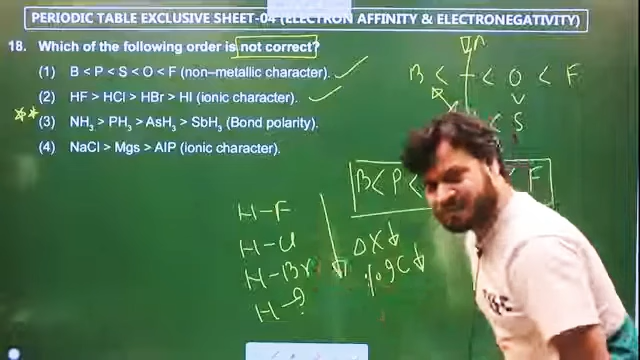 PERIODIC TABLE EXCLUSIVE SHEET-04 (ELECTRON AFFINITY & ELECTRONEGATIVITY)
18. Which of the following order is not correct?
(1) B < P < S < O < F (non–metallic character).
(2) HF > HCl > HBr > HI (ionic character).
(3) NH₃ > PH₃ > AsH₃ > SbH₃ (Bond polarity).
(4) NaCl > Mgs > AlP (ionic character).
B < < O < F
< S
B < P < < F
H–F
H–Cl
H–Br
H–
ΔX↓
% IC↓